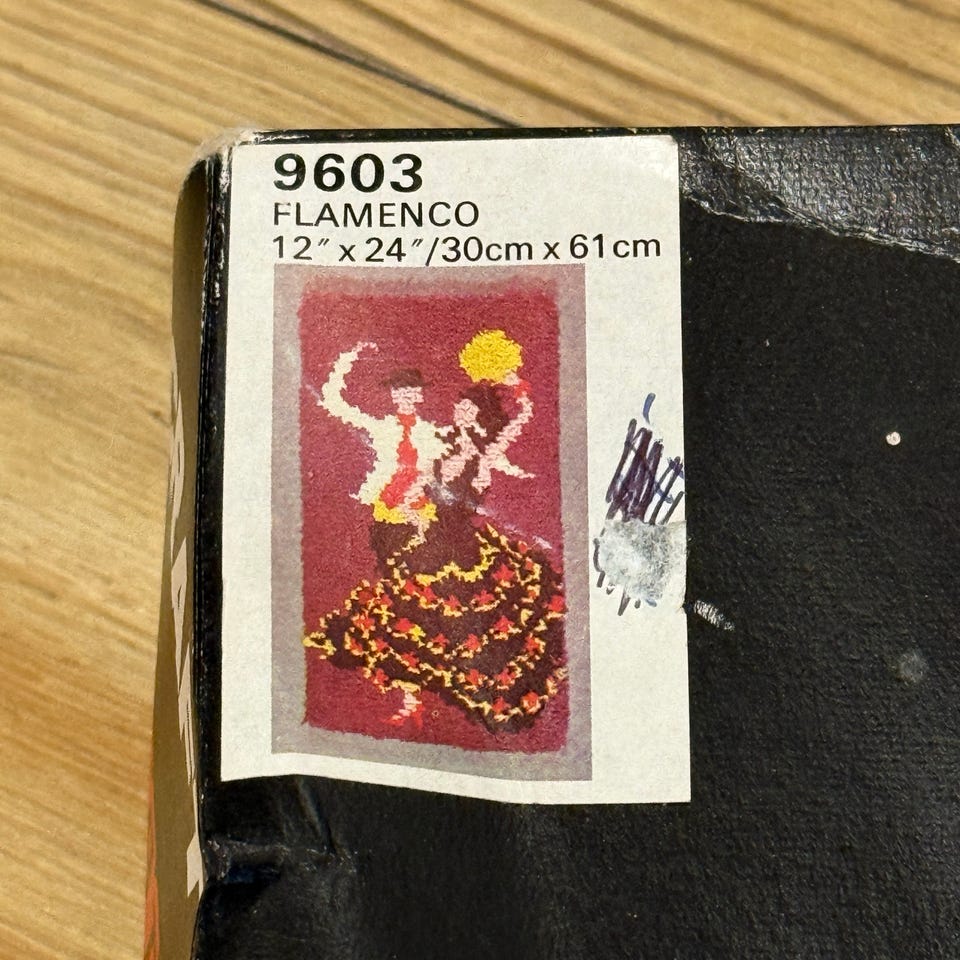 9603
FLAMENCO
12″ x 24″/30cm x 61cm